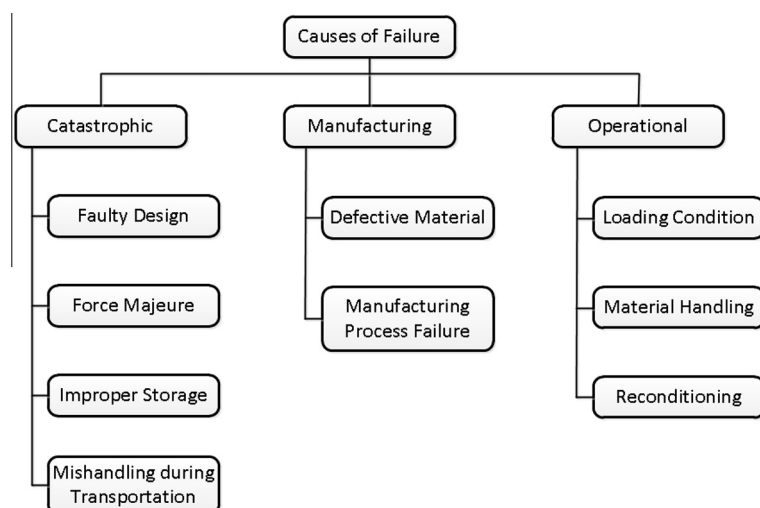 Causes of Failure
Catastrophic
Manufacturing
Operational
Faulty Design
Defective Material
Loading Condition
Force Majeure
Manufacturing
Process Failure
Material Handling
Improper Storage
Reconditioning
Mishandling during
Transportation